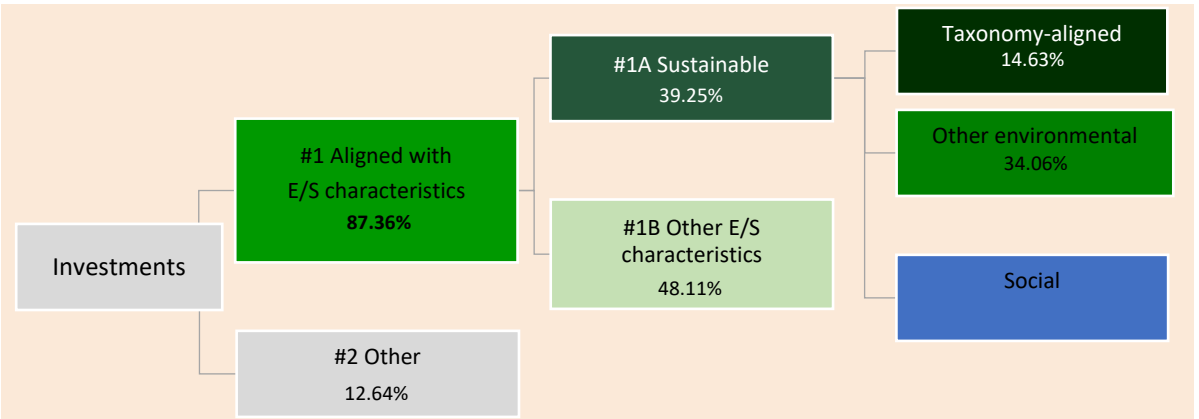 Investments
#1 Aligned with
E/S characteristics
87.36%
#2 Other
12.64%
#1A Sustainable
39.25%
#1B Other E/S
characteristics
48.11%
Taxonomy-aligned
14.63%
Other environmental
34.06%
Social